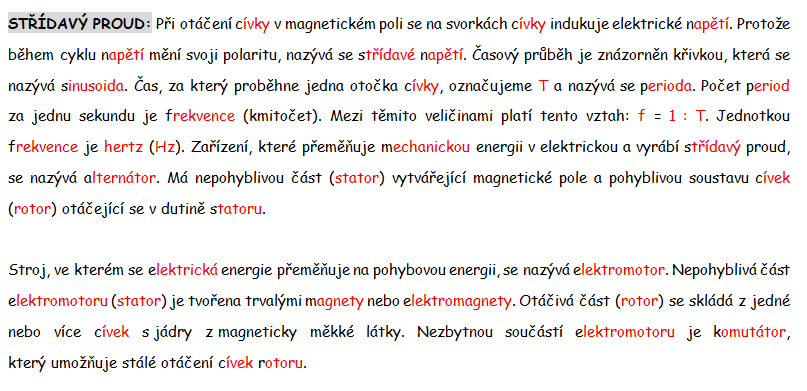 STŘÍDAVÝ PROUD: Při otáčení cívky v magnetickém poli se na svorkách cívky indukuje elektrické napětí. Protože
během cyklu napětí mění svoji polaritu, nazývá se střídavé napětí. Časový průběh je znázorněn křivkou, která se
nazývá sinusoida. Čas, za který proběhne jedna otočka cívky, označujeme T a nazývá se perioda. Počet period
za jednu sekundu je frekvence (kmitočet). Mezi těmito veličinami platí tento vztah: f = 1 : T. Jednotkou
frekvence je hertz (Hz). Zařízení, které přeměňuje mechanickou energii v elektrickou a vyrábí střídavý proud,
se nazývá alternátor. Má nepohyblivou část (stator) vytvářející magnetické pole a pohyblivou soustavu cívek
(rotor) otáčející se v dutině statoru.
Stroj, ve kterém se elektrická energie přeměňuje na pohybovou energii, se nazývá elektromotor. Nepohyblivá část
elektromotoru (stator) je tvořena trvalými magnety nebo elektromagnety. Otáčivá část (rotor) se skládá z jedné
nebo více cívek s jádry z magneticky měkké látky. Nezbytnou součástí elektromotoru je komutátor,
který umožňuje stálé otáčení cívek rotoru.